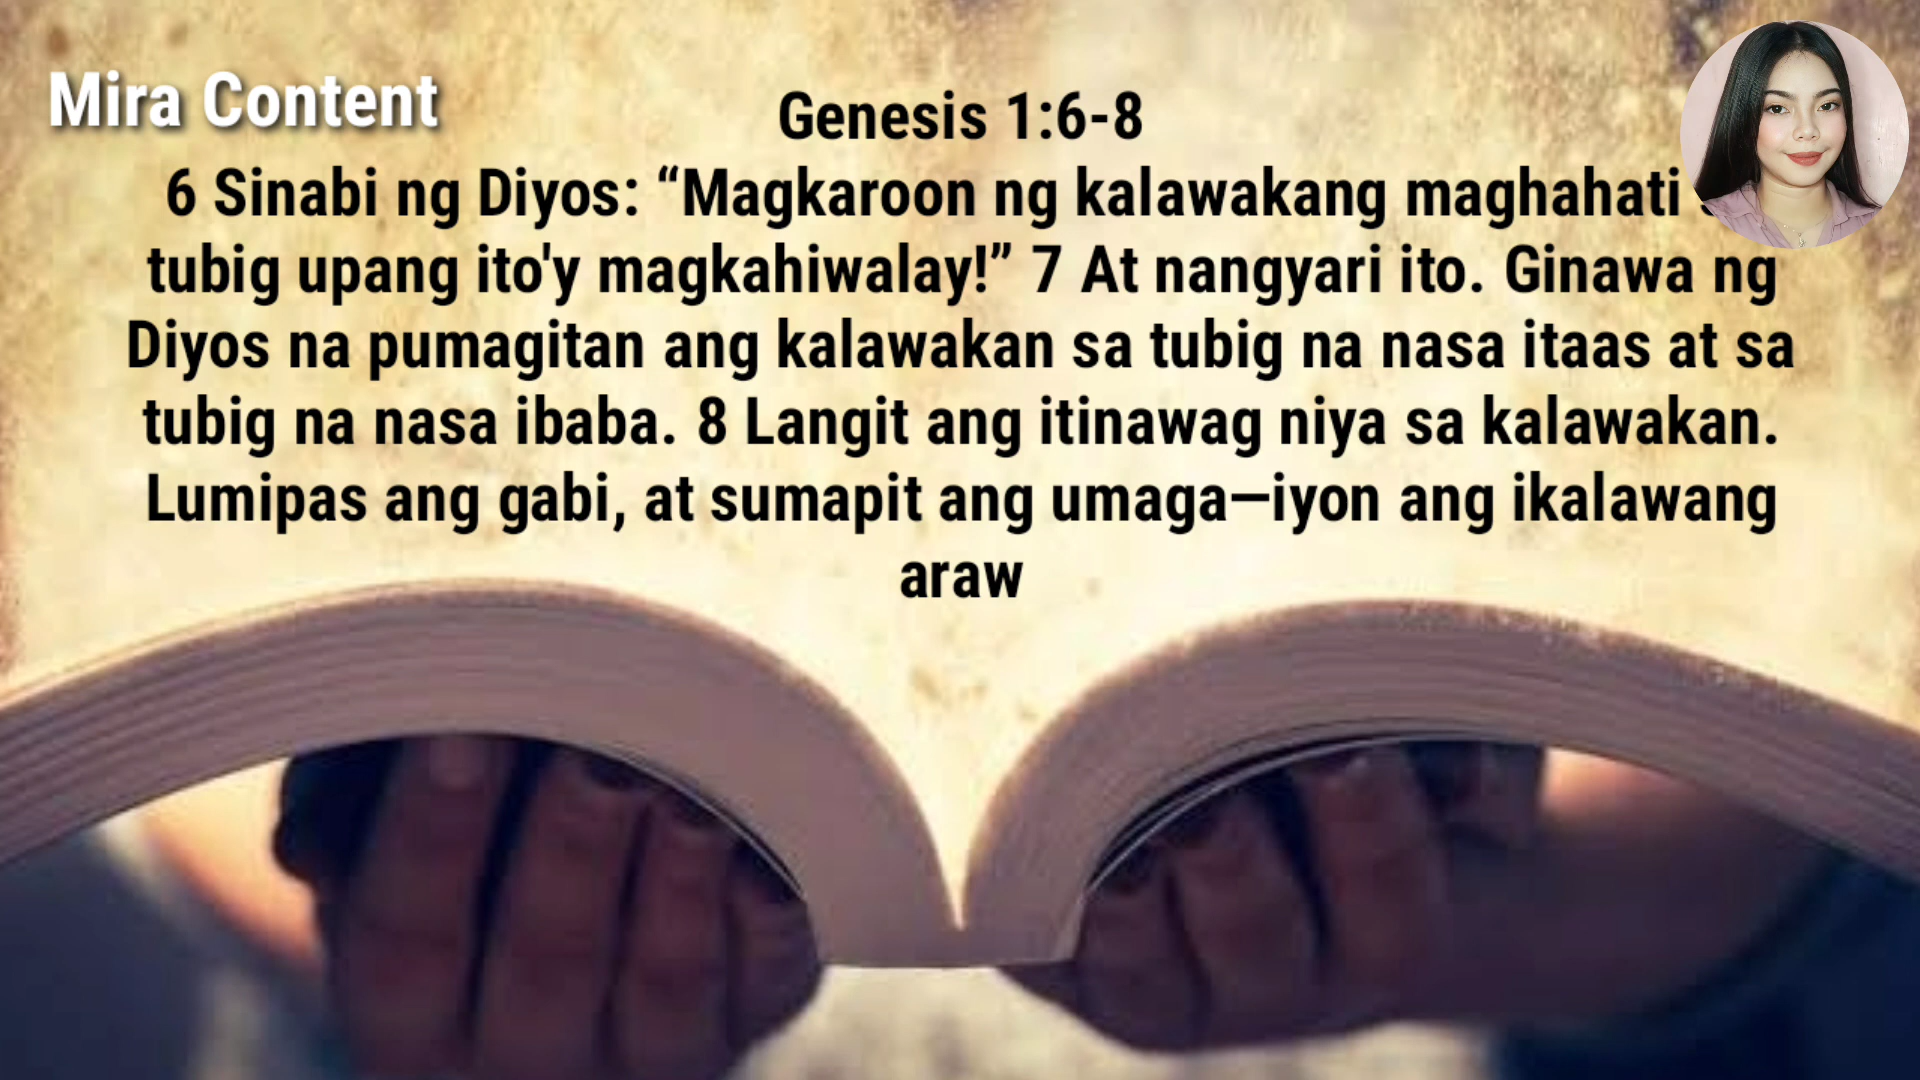 Mira Content
Genesis 1:6-8
6 Sinabi ng Diyos: “Magkaroon ng kalawakang maghahati
tubig upang ito'y magkahiwalay!” 7 At nangyari ito. Ginawa ng
Diyos na pumagitan ang kalawakan sa tubig na nasa itaas at sa
tubig na nasa ibaba. 8 Langit ang itinawag niya sa kalawakan.
Lumipas ang gabi, at sumapit ang umaga—iyon ang ikalawang
araw